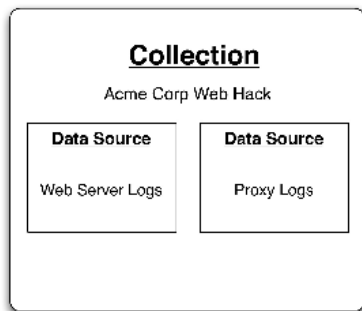 Collection
Acme Corp Web Hack
Data Source
Web Server Logs
Data Source
Proxy Logs